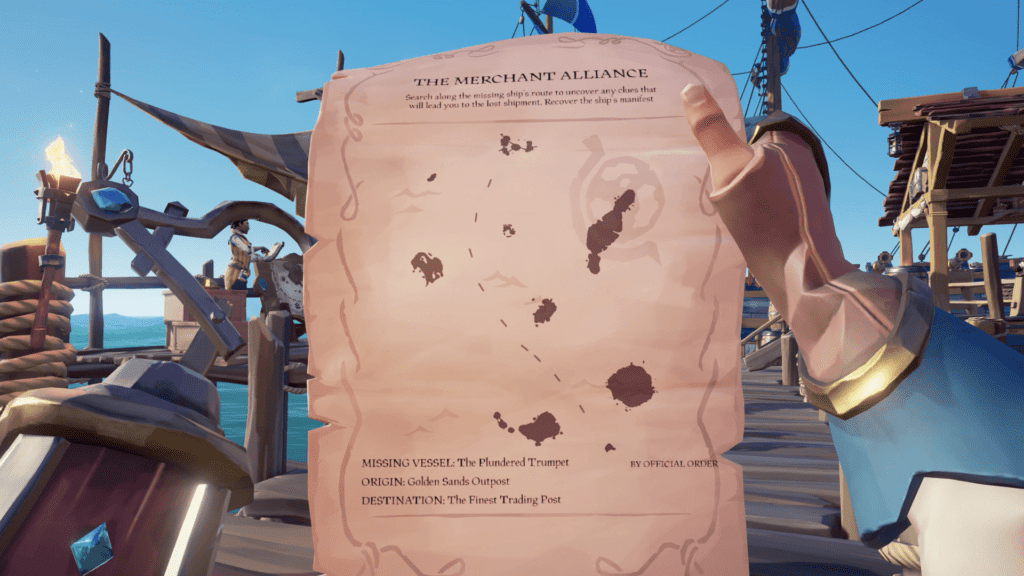 THE MERCHANT ALLIANCE
Search along the missing ship's route to uncover any clues that
will lead you to the lost shipment. Recover the ship's manifest
MISSING VESSEL: The Plundered Trumpet
BY OFFICIAL ORDER
ORIGIN: Golden Sands Outpost
DESTINATION: The Finest Trading Post